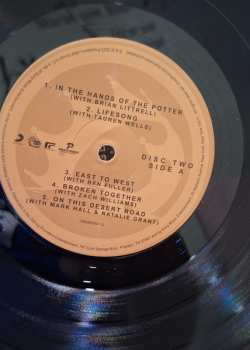 1. IN THE HANDS OF THE POTTER
(WITH BRIAN LITTRELL)
2. LIFESONG
(WITH TAUREN WELLS)
DISC TWO
SIDE A
3. EAST TO WEST
(WITH BEN FULLER)
4. BROKEN TOGETHER
(WITH ZACH WILLIAMS)
5. ON THIS DESERT ROAD
(WITH MARK HALL & NATALIE GRANT)